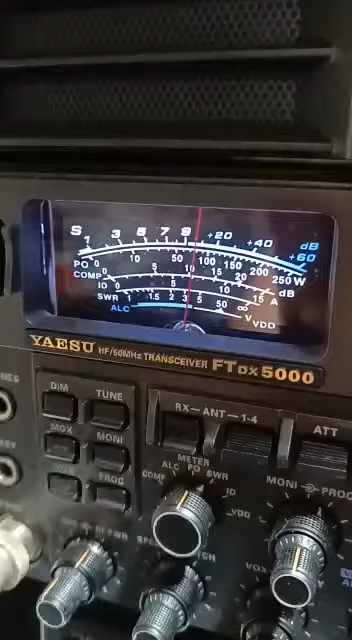 S 1 3 5 7 9 +20 +40 +60 dB
PO 0 10 50 100 150 200 250 W
COMP 0 5 10 15 20 dB
ID 0 5 10 15 A
SWR 1 1.5 2 3 5 ∞
ALC 50 V VDD
YAESU HF/50MHz TRANSCEIVER FTDX5000
DIM TUNE
RX-ANT-1-4
ATT
MOX MONI
METER
ALC PO SWR
COMP ID
PROC
VDD
MONI PROC
PWR
VOX